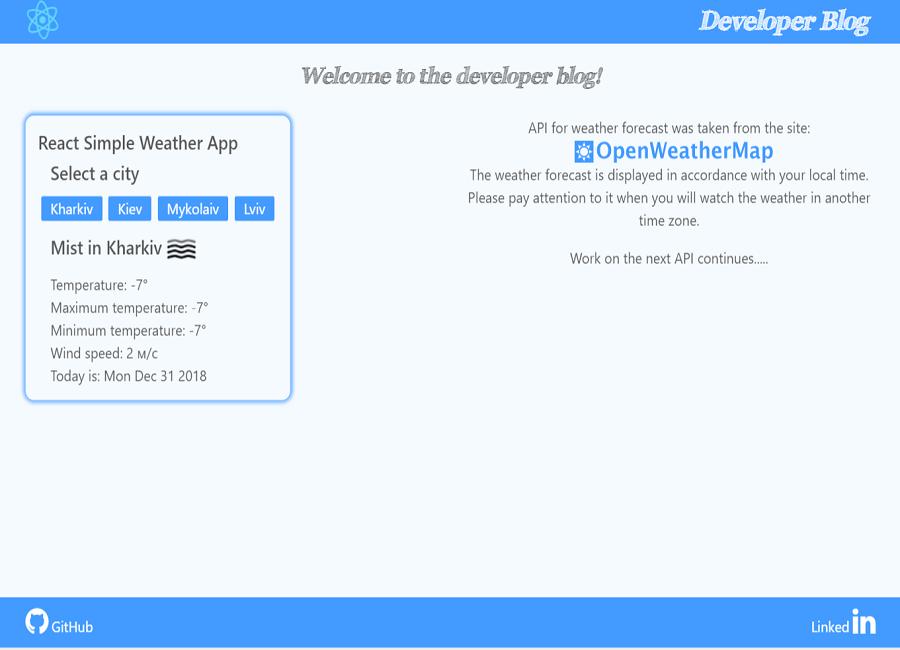 Developer Blog
Welcome to the developer blog!
React Simple Weather App
Select a city
Kharkiv Kiev Mykolaiv Lviv
Mist in Kharkiv
Temperature: -7°
Maximum temperature: -7°
Minimum temperature: -7°
Wind speed: 2 м/с
Today is: Mon Dec 31 2018
API for weather forecast was taken from the site:
OpenWeatherMap
The weather forecast is displayed in accordance with your local time.
Please pay attention to it when you will watch the weather in another
time zone.
Work on the next API continues.....
GitHub
Linked in